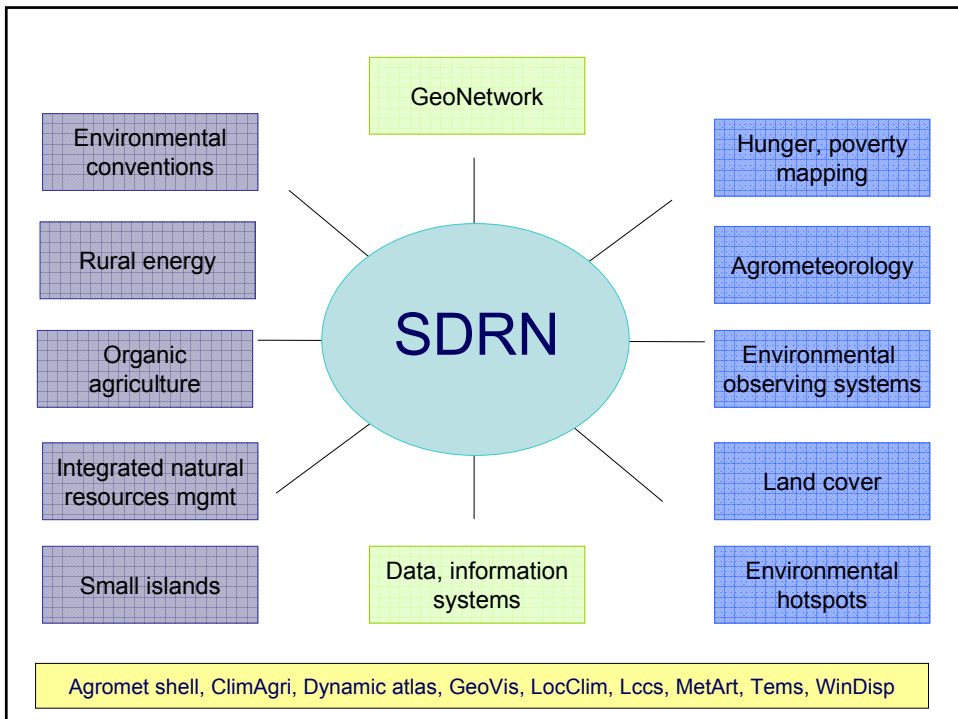 GeoNetwork
Environmental
conventions
Rural energy
Organic
agriculture
Integrated natural
resources mgmt
Small islands
SDRN
Data, information
systems
Hunger, poverty
mapping
Agrometeorology
Environmental
observing systems
Land cover
Environmental
hotspots
Agromet shell, ClimAgri, Dynamic atlas, GeoVis, LocClim, Lccs, MetArt, Tems, WinDisp